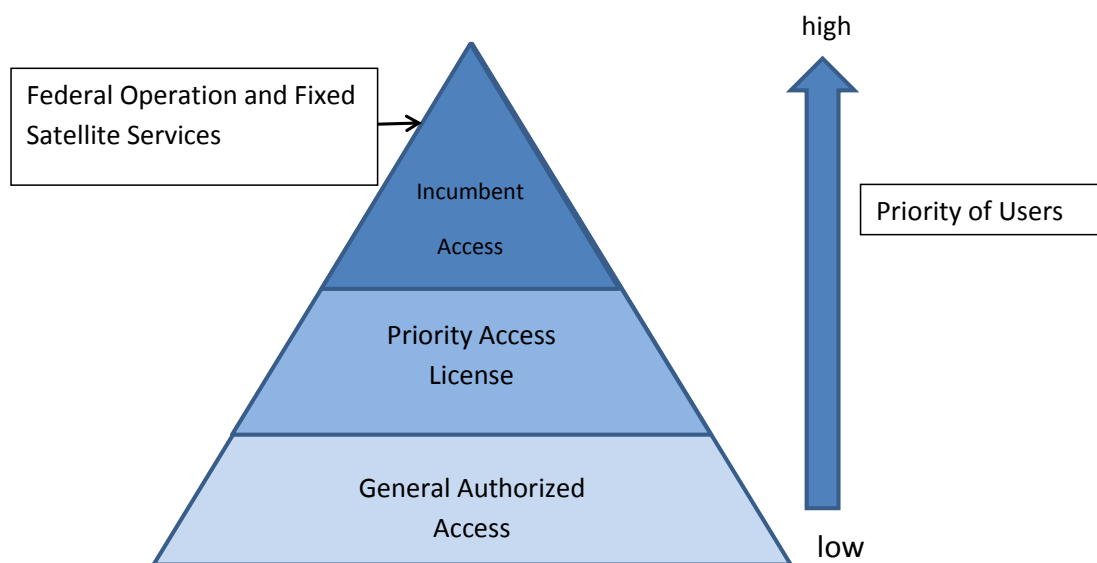 high
Federal Operation and Fixed
Satellite Services
Incumbent
Access
Priority of Users
Priority Access
License
General Authorized
Access
low